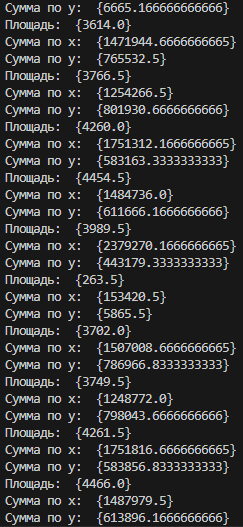 Сумма по y:  {6665.166666666666}
Площадь:  {3614.0}
Сумма по x:  {1471944.6666666665}
Сумма по y:  {765532.5}
Площадь:  {3766.5}
Сумма по x:  {1254266.5}
Сумма по y:  {801930.6666666666}
Площадь:  {4260.0}
Сумма по x:  {1751312.1666666665}
Сумма по y:  {583163.3333333333}
Площадь:  {4454.5}
Сумма по x:  {1484736.0}
Сумма по y:  {611666.1666666666}
Площадь:  {3989.5}
Сумма по x:  {2379270.1666666665}
Сумма по y:  {443179.3333333333}
Площадь:  {263.5}
Сумма по x:  {153420.5}
Сумма по y:  {5865.5}
Площадь:  {3702.0}
Сумма по x:  {1507008.6666666665}
Сумма по y:  {786966.8333333333}
Площадь:  {3749.5}
Сумма по x:  {1248772.0}
Сумма по y:  {798043.6666666666}
Площадь:  {4261.5}
Сумма по x:  {1751816.6666666665}
Сумма по y:  {583856.8333333333}
Площадь:  {4466.0}
Сумма по x:  {1487979.5}
Сумма по y:  {613896.1666666666}